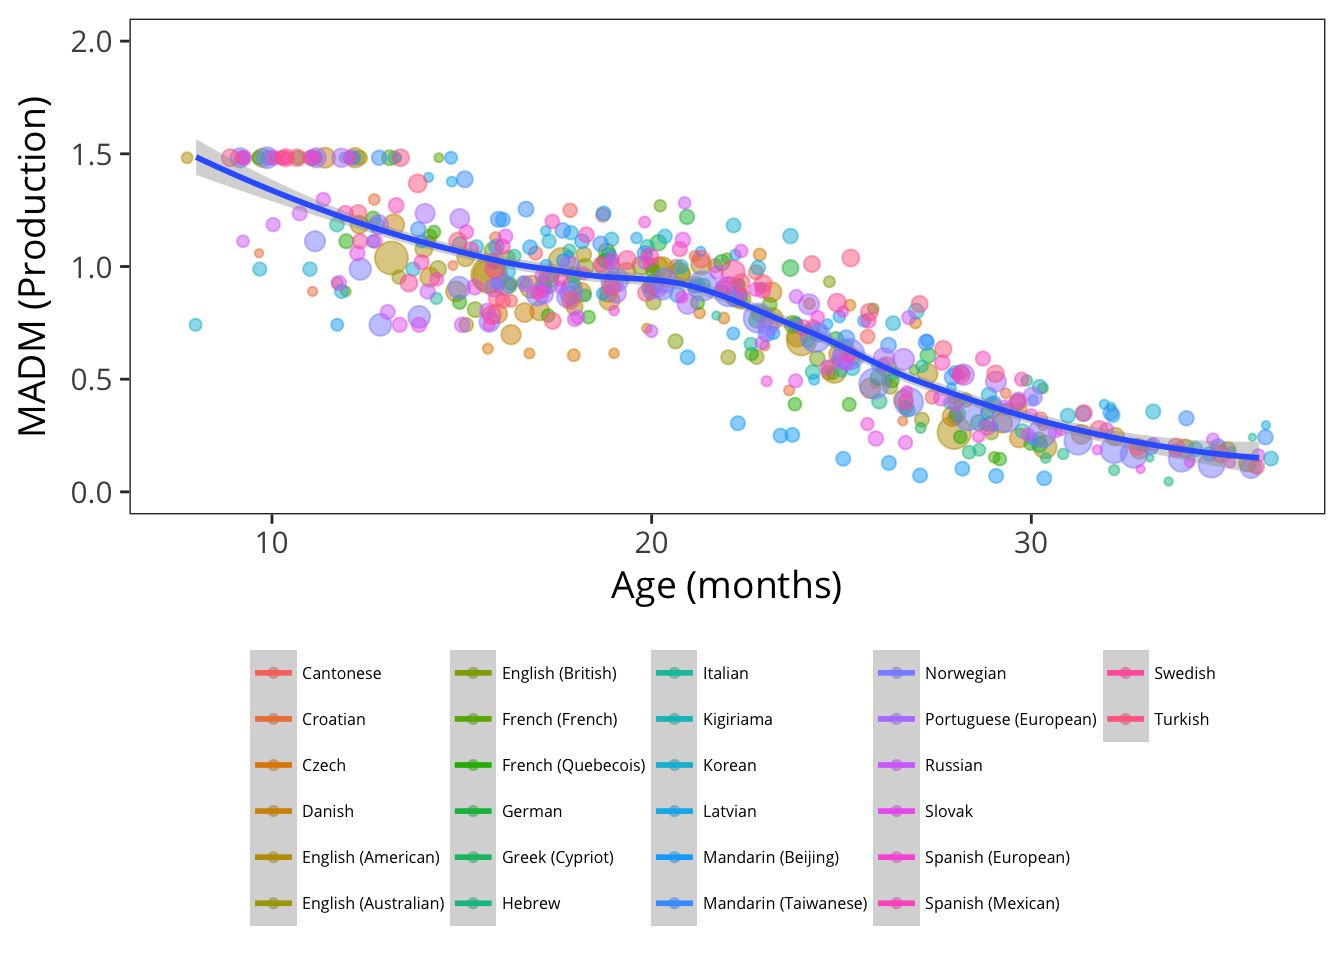 2.0
1.5
1.0
0.5
0.0
MADM (Production)
10 20 30
Age (months)
Cantonese English (British) Italian Norwegian Swedish
Croatian French (French) Kigiriama Portuguese (European) Turkish
Czech French (Quebecois) Korean Russian
Danish German Latvian Slovak
English (American) Greek (Cypriot) Mandarin (Beijing) Spanish (European)
English (Australian) Hebrew Mandarin (Taiwanese) Spanish (Mexican)